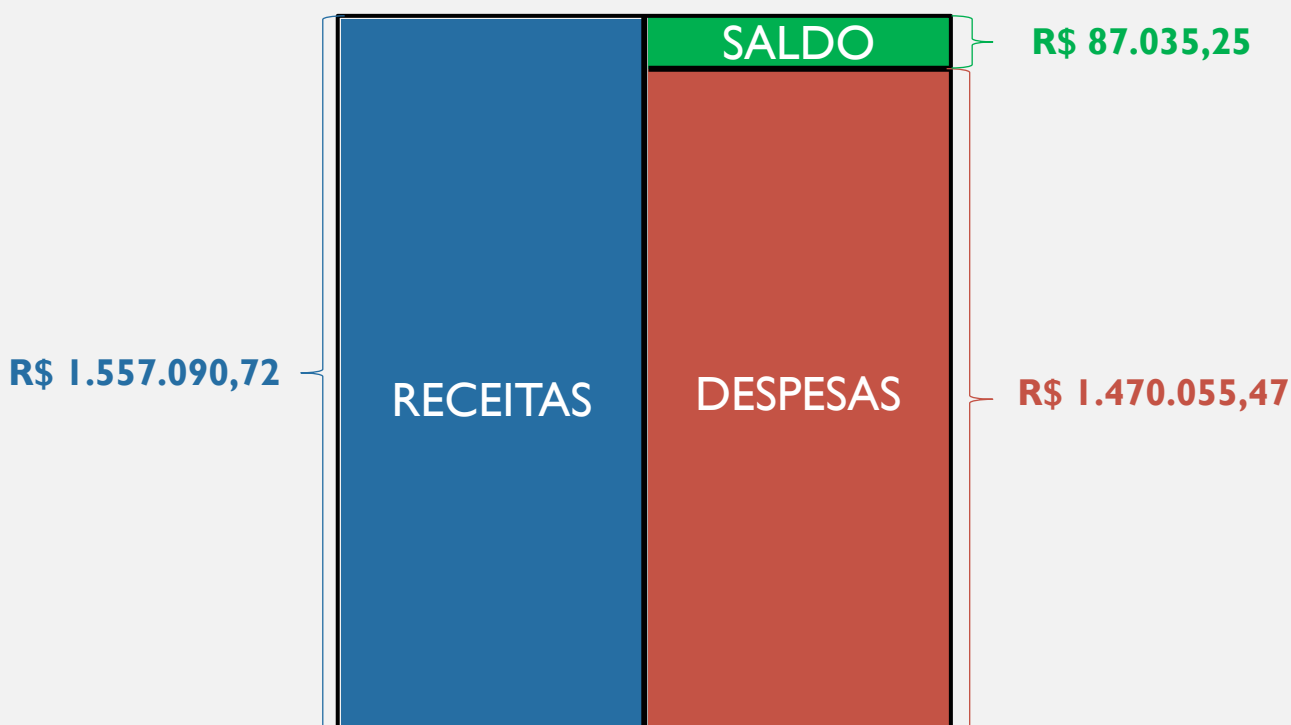 SALDO
R$ 87.035,25
R$ 1.557.090,72
RECEITAS
DESPESAS
R$ 1.470.055,47